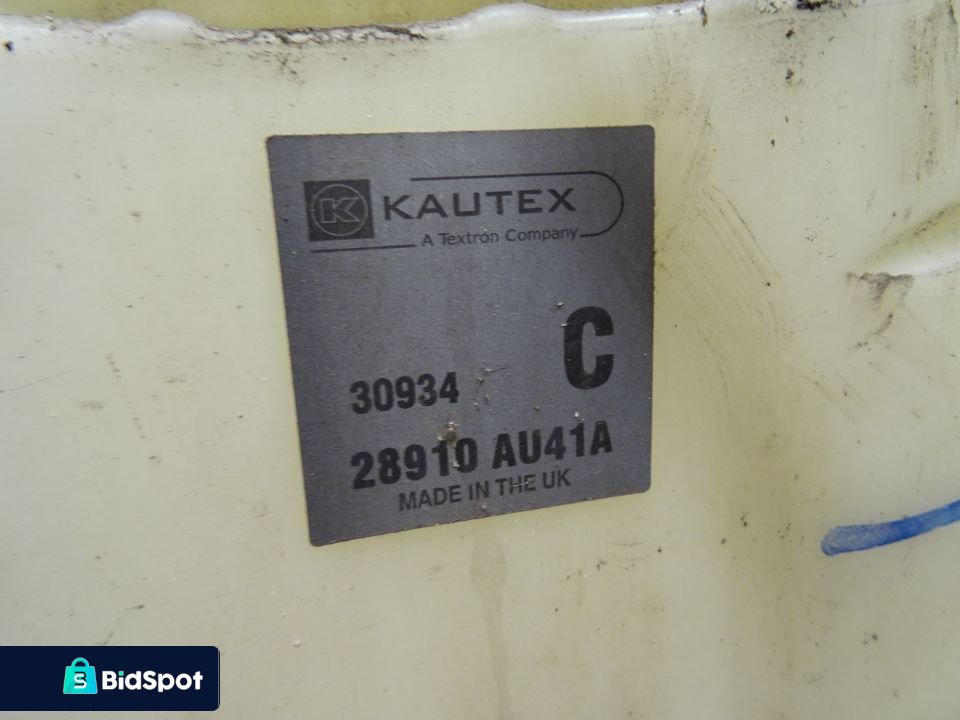 K KAUTEX
A Textron Company
C
30934
28910 AU41A
MADE IN THE UK
S BidSpot